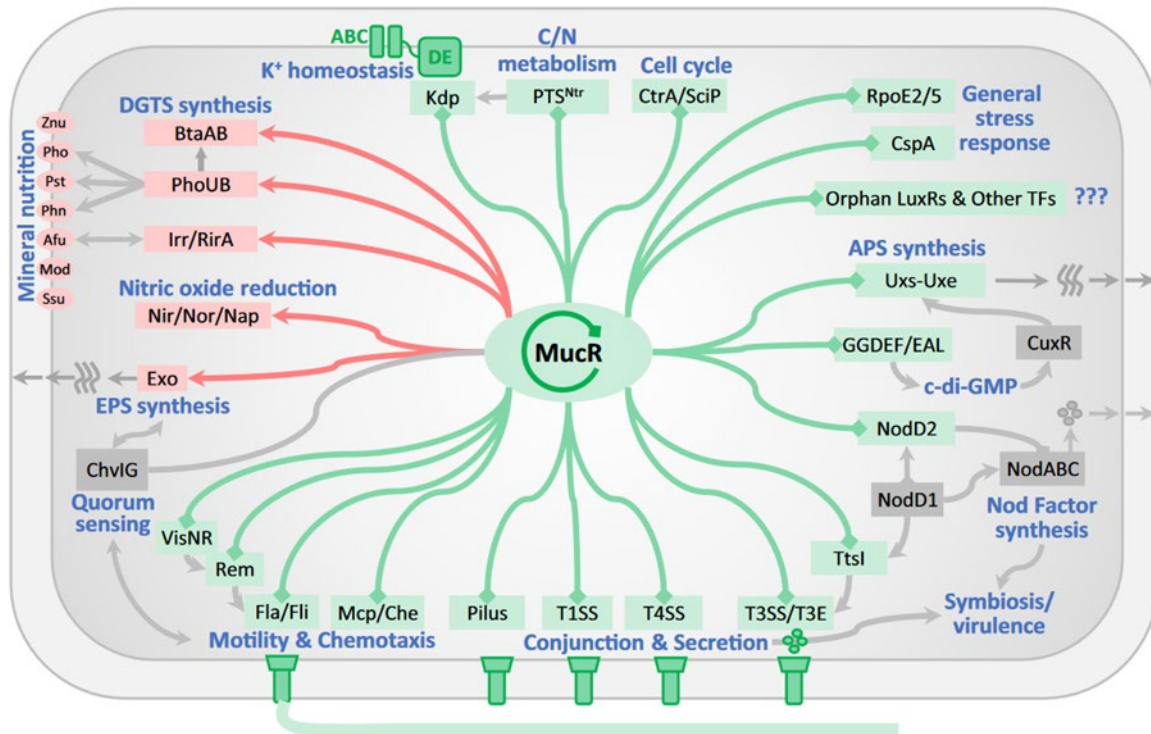 ABC
DE
K⁺ homeostasis
Kdp
C/N
metabolism
PTSᴺᵗʳ
Cell cycle
CtrA/SciP
RpoE2/5
General
stress
response
CspA
Orphan LuxRs & Other TFs
???
DGTS synthesis
BtaAB
PhoUB
Irr/RirA
Mineral nutrition
Znu
Pho
Pst
Phn
Afu
Mod
Ssu
Nitric oxide reduction
Nir/Nor/Nap
Exo
EPS synthesis
ChvIG
Quorum
sensing
MucR
APS synthesis
Uxs-Uxe
CuxR
GGDEF/EAL
c-di-GMP
NodD2
NodABC
NodD1
Nod Factor
synthesis
TtsI
VisNR
Rem
Fla/Fli
Mcp/Che
Pilus
T1SS
T4SS
T3SS/T3E
Motility & Chemotaxis
Conjunction & Secretion
Symbiosis/
virulence